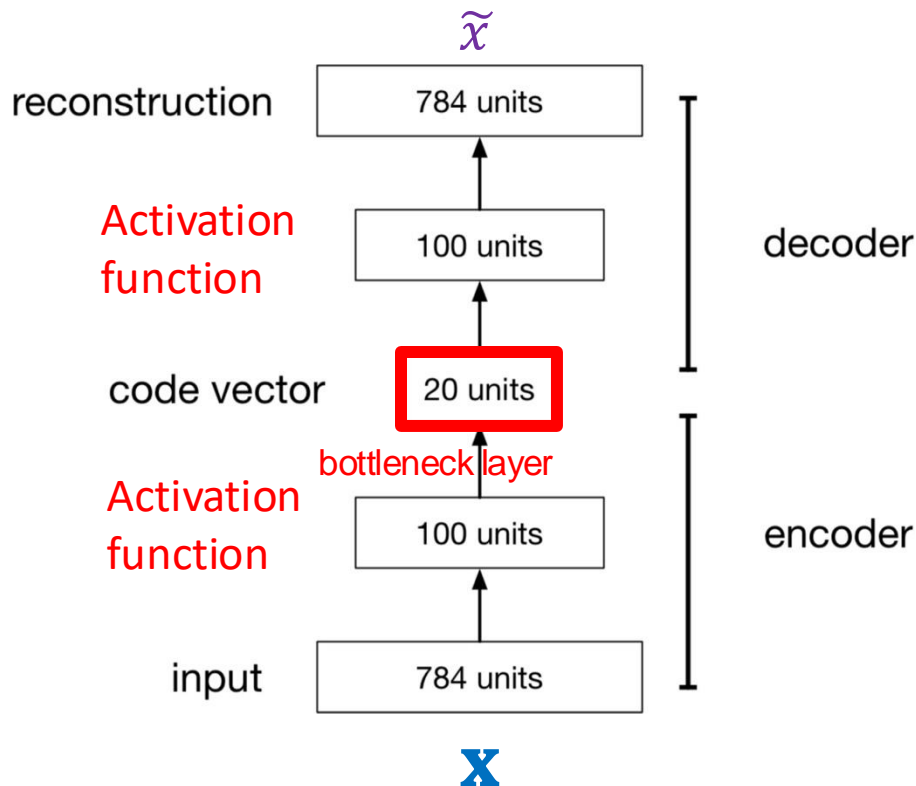 x̃
reconstruction
784 units
Activation
function
100 units
decoder
code vector
20 units
bottleneck layer
Activation
function
100 units
encoder
input
784 units
x